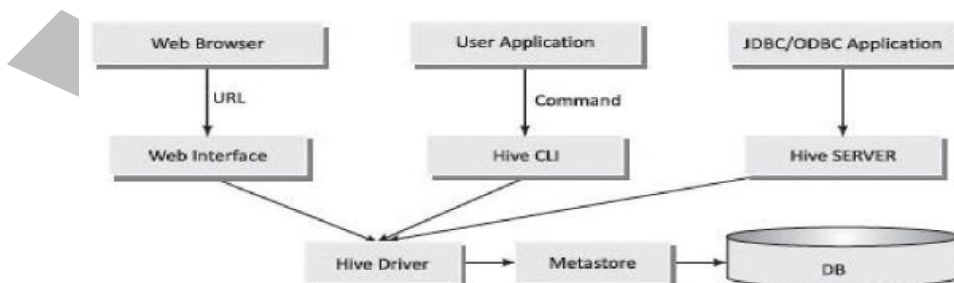 Web Browser
User Application
JDBC/ODBC Application
URL
Command
Web Interface
Hive CLI
Hive SERVER
Hive Driver
Metastore
DB